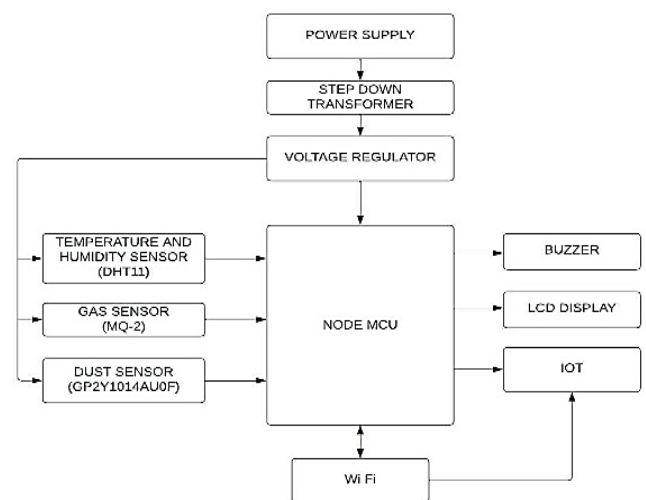 POWER SUPPLY
STEP DOWN
TRANSFORMER
VOLTAGE REGULATOR
TEMPERATURE AND
HUMIDITY SENSOR
(DHT11)
GAS SENSOR
(MQ-2)
DUST SENSOR
(GP2Y1014AU0F)
NODE MCU
BUZZER
LCD DISPLAY
IOT
Wi Fi